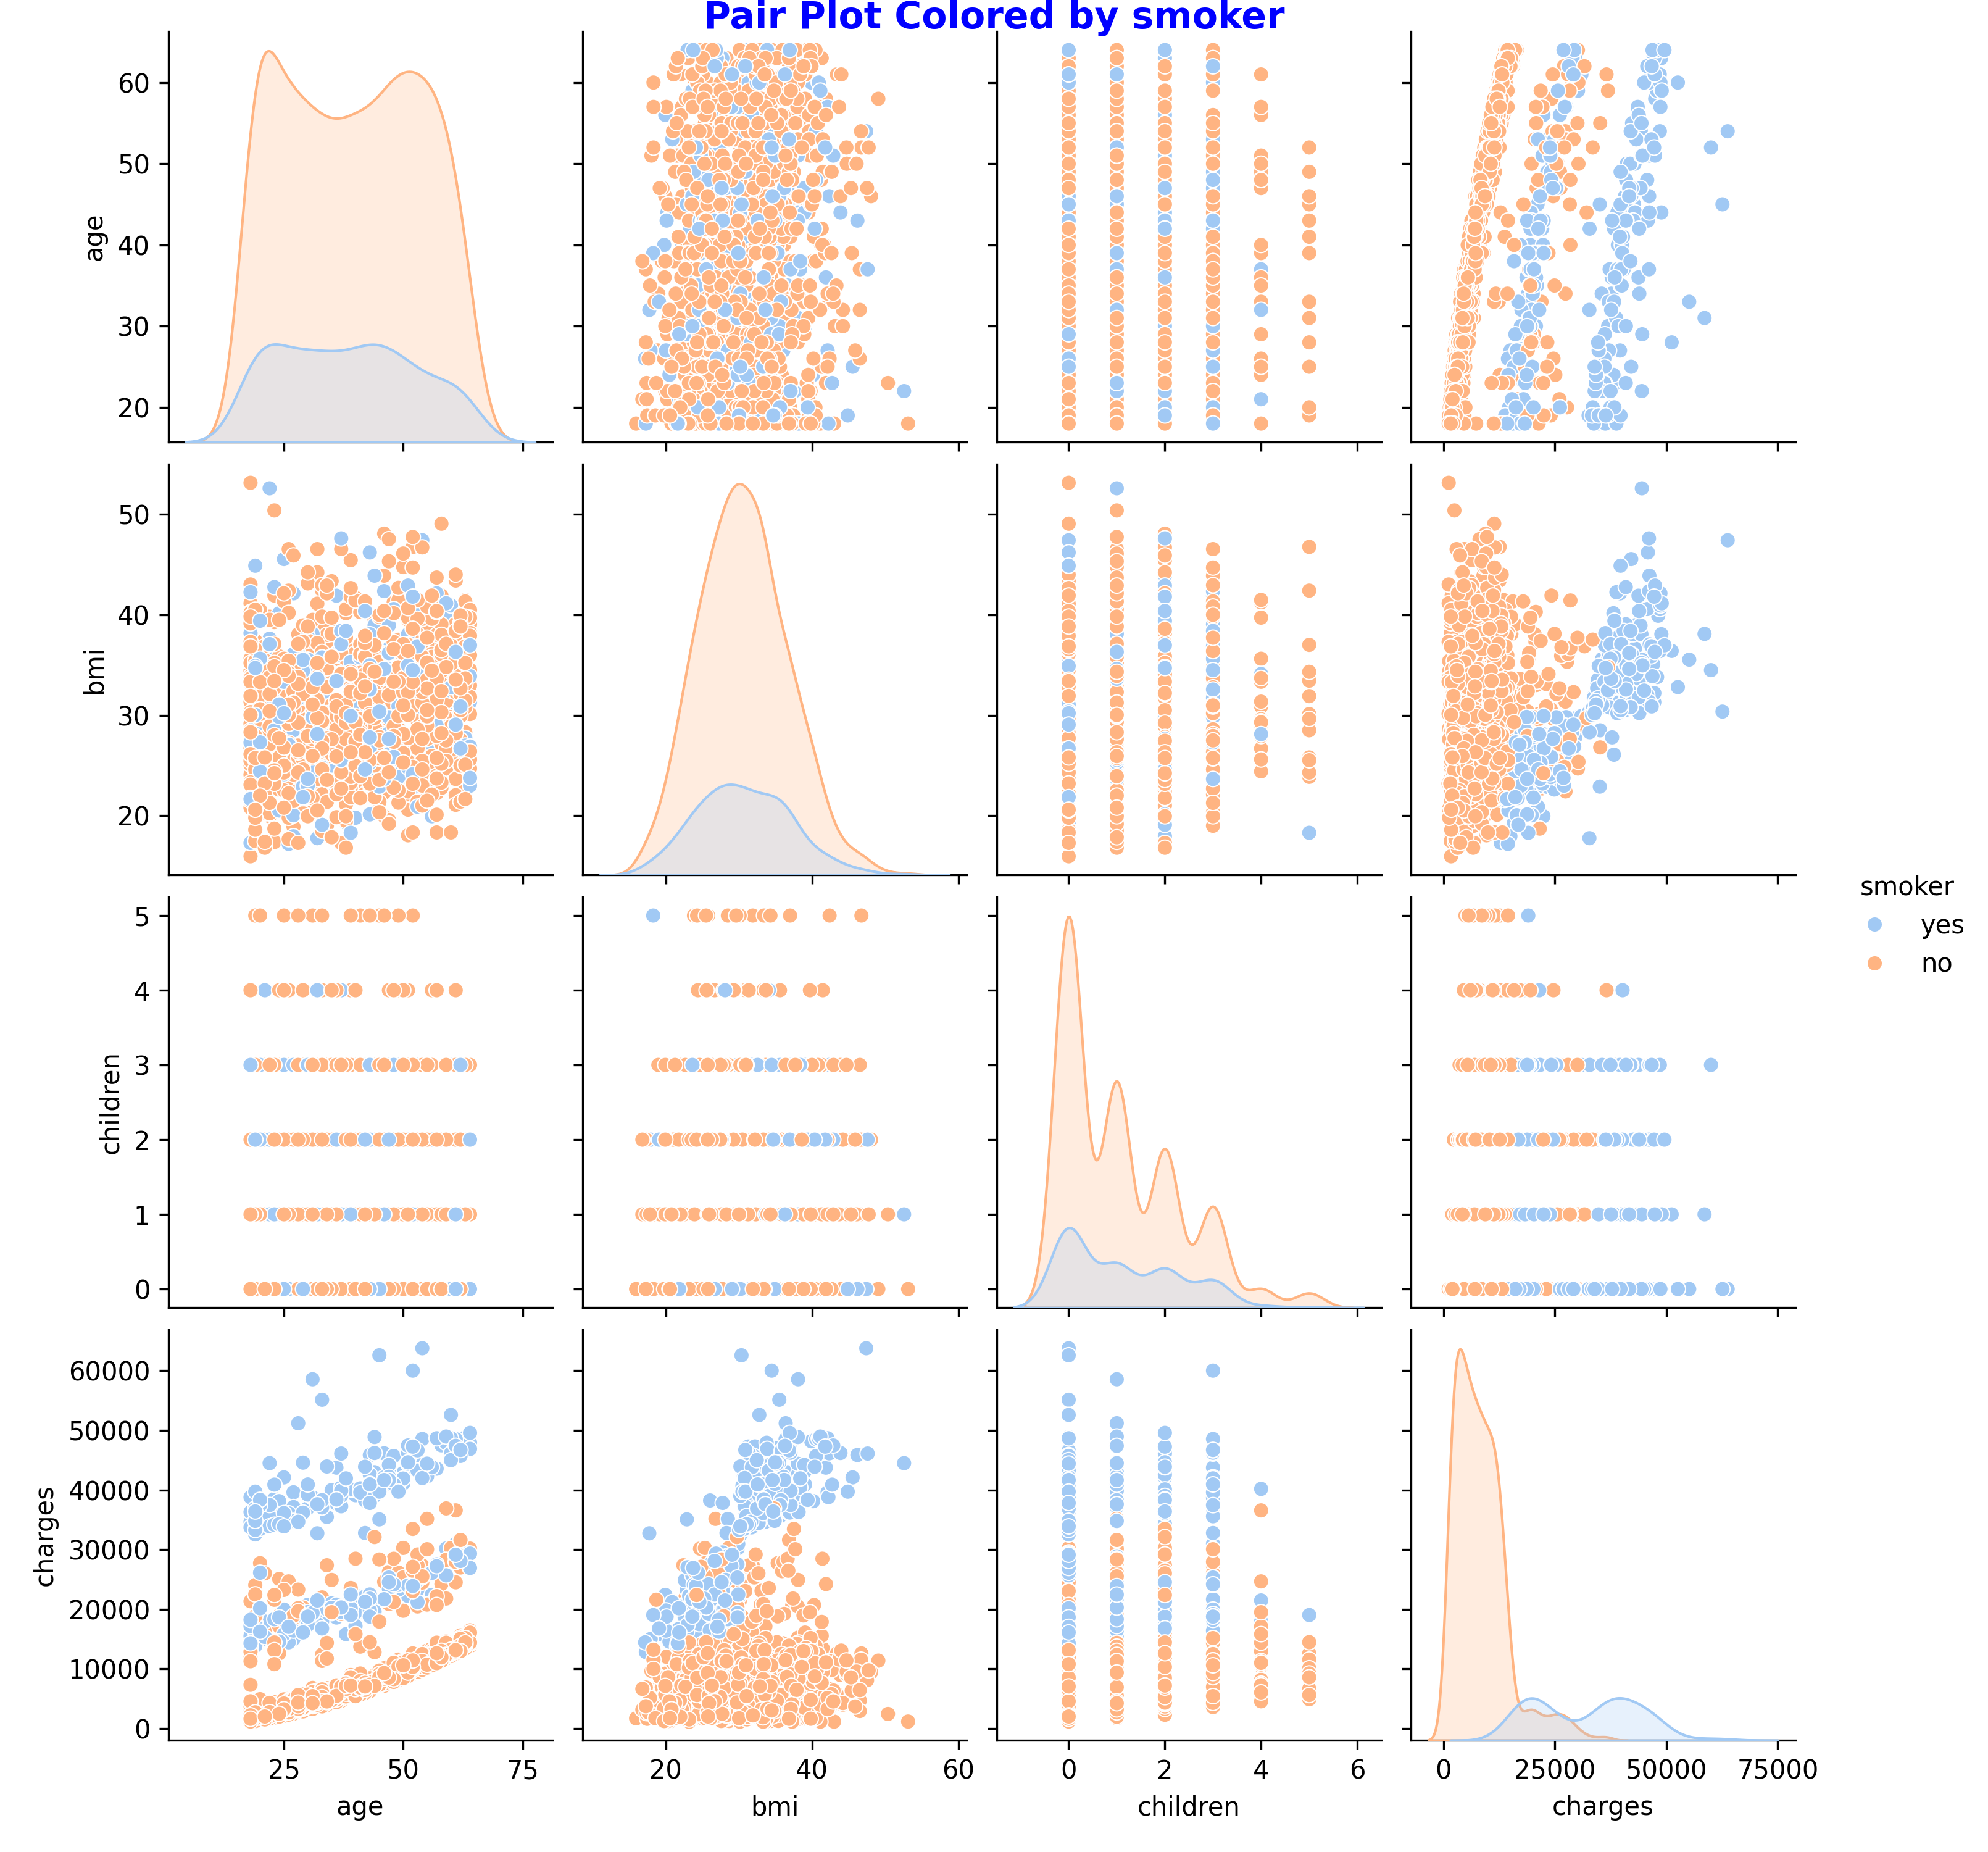 Pair Plot Colored by smoker
60
50
40
30
20
age
50
40
30
20
bmi
smoker
yes
no
5
4
3
2
1
0
children
60000
50000
40000
30000
20000
10000
0
charges
25 50 75
20 40 60
0 2 4 6
0 25000 50000 75000
age
bmi
children
charges